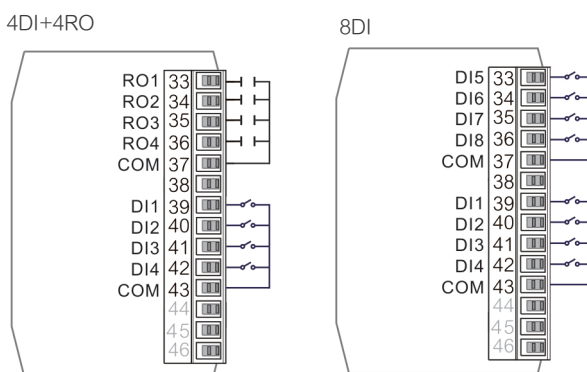 4DI+4RO
RO1 33
RO2 34
RO3 35
RO4 36
COM 37
38
DI1 39
DI2 40
DI3 41
DI4 42
COM 43
44
45
46
8DI
DI5 33
DI6 34
DI7 35
DI8 36
COM 37
38
DI1 39
DI2 40
DI3 41
DI4 42
COM 43
44
45
46